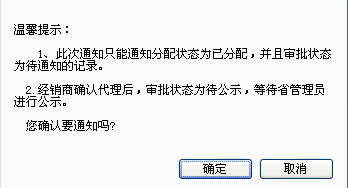 温馨提示：
1、此次通知只能通知分配状态为已分配，并且审批状态
为待通知的记录。
2.经销商确认代理后，审批状态为待公示，等待省管理员
进行公示。
您确认要通知吗?
确定
取消